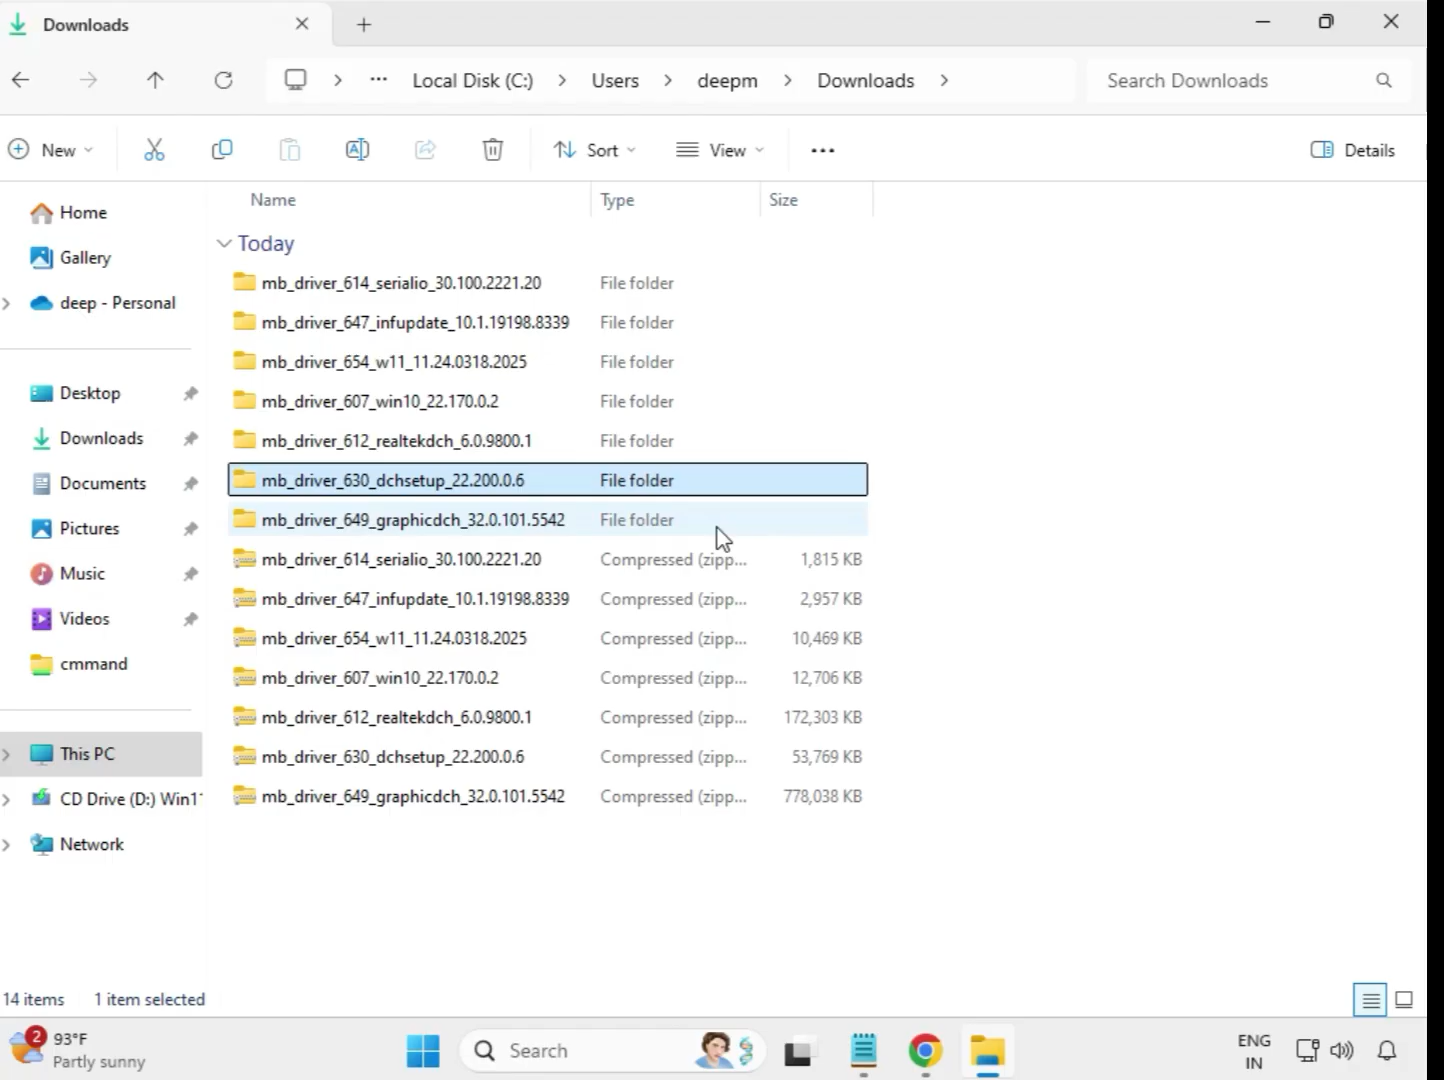 Downloads
Local Disk (C:)
Users
deepm
Downloads
Search Downloads
New
Sort
View
Details
Name
Type
Size
Home
Gallery
deep - Personal
Desktop
Downloads
Documents
Pictures
Music
Videos
cmmand
This PC
CD Drive (D:) Win1
Network
Today
mb_driver_614_serialio_30.100.2221.20 File folder
mb_driver_647_infupdate_10.1.19198.8339 File folder
mb_driver_654_w11_11.24.0318.2025 File folder
mb_driver_607_win10_22.170.0.2 File folder
mb_driver_612_realtekdch_6.0.9800.1 File folder
mb_driver_630_dchsetup_22.200.0.6 File folder
mb_driver_649_graphicdch_32.0.101.5542 File folder
mb_driver_614_serialio_30.100.2221.20 Compressed (zipp... 1,815 KB
mb_driver_647_infupdate_10.1.19198.8339 Compressed (zipp... 2,957 KB
mb_driver_654_w11_11.24.0318.2025 Compressed (zipp... 10,469 KB
mb_driver_607_win10_22.170.0.2 Compressed (zipp... 12,706 KB
mb_driver_612_realtekdch_6.0.9800.1 Compressed (zipp... 172,303 KB
mb_driver_630_dchsetup_22.200.0.6 Compressed (zipp... 53,769 KB
mb_driver_649_graphicdch_32.0.101.5542 Compressed (zipp... 778,038 KB
14 items 1 item selected
2
93°F
Partly sunny
Search
ENG
IN